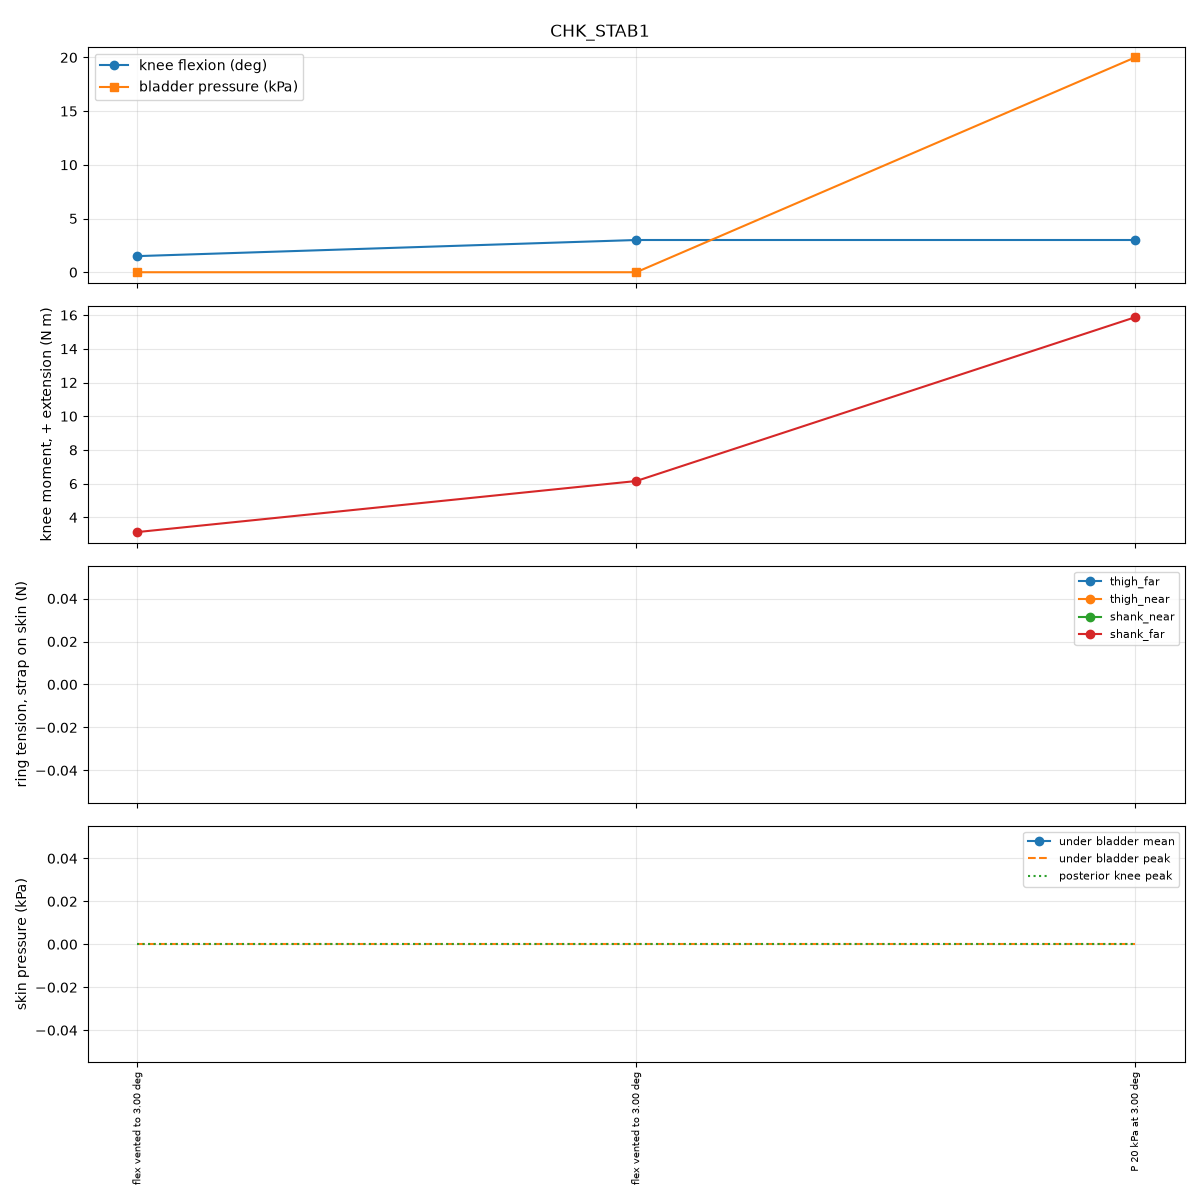 CHK_STAB1
knee flexion (deg)
bladder pressure (kPa)
20
15
10
5
0
knee moment, + extension (N m)
16
14
12
10
8
6
4
ring tension, strap on skin (N)
0.04
0.02
0.00
−0.02
−0.04
thigh_far
thigh_near
shank_near
shank_far
skin pressure (kPa)
0.04
0.02
0.00
−0.02
−0.04
under bladder mean
under bladder peak
posterior knee peak
flex vented to 3.00 deg
flex vented to 3.00 deg
P 20 kPa at 3.00 deg